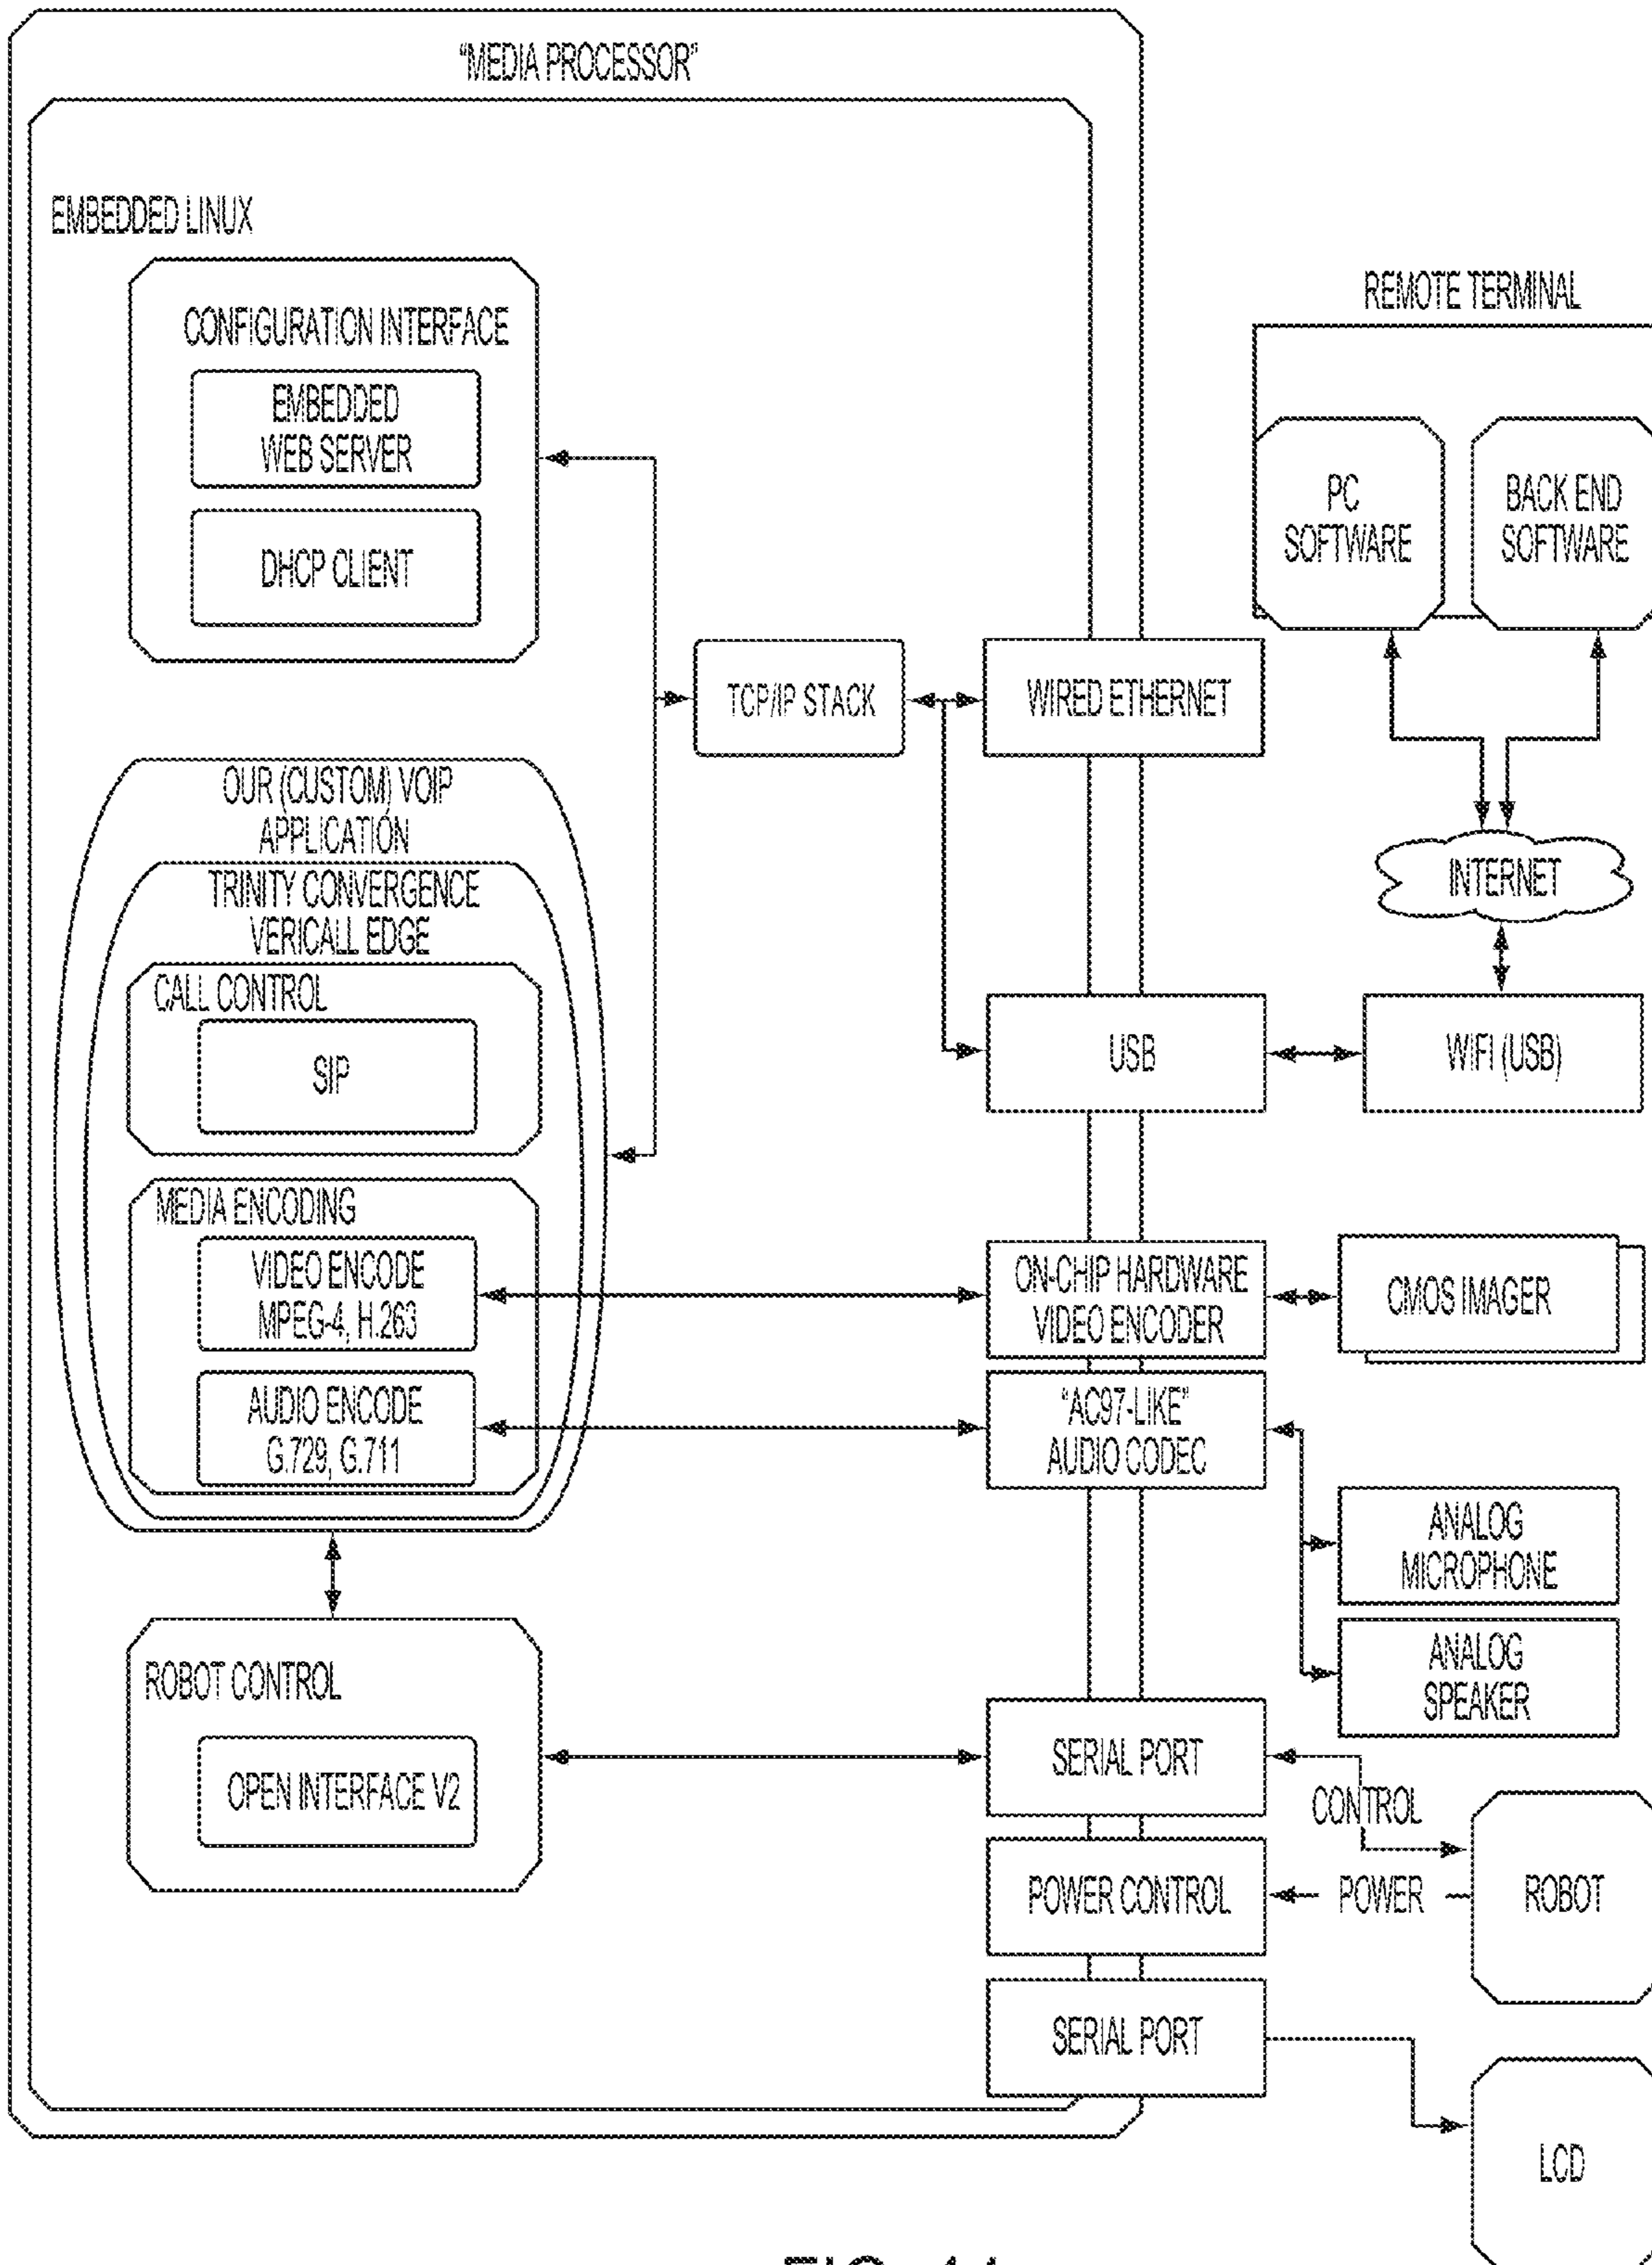 “MEDIA PROCESSOR”
EMBEDDED LINUX
CONFIGURATION INTERFACE
EMBEDDED
WEB SERVER
DHCP CLIENT
REMOTE TERMINAL
PC
SOFTWARE
BACK END
SOFTWARE
TCP/IP STACK
WIRED ETHERNET
INTERNET
OUR (CUSTOM) VOIP
APPLICATION
TRINITY CONVERGENCE
VERICALL EDGE
CALL CONTROL
SIP
USB
WIFI (USB)
MEDIA ENCODING
VIDEO ENCODE
MPEG-4, H.263
ON-CHIP HARDWARE
VIDEO ENCODER
CMOS IMAGER
AUDIO ENCODE
G.729, G.711
“AC97-LIKE”
AUDIO CODEC
ANALOG
MICROPHONE
ANALOG
SPEAKER
ROBOT CONTROL
OPEN INTERFACE V2
SERIAL PORT
CONTROL
POWER CONTROL
POWER
ROBOT
SERIAL PORT
LCD